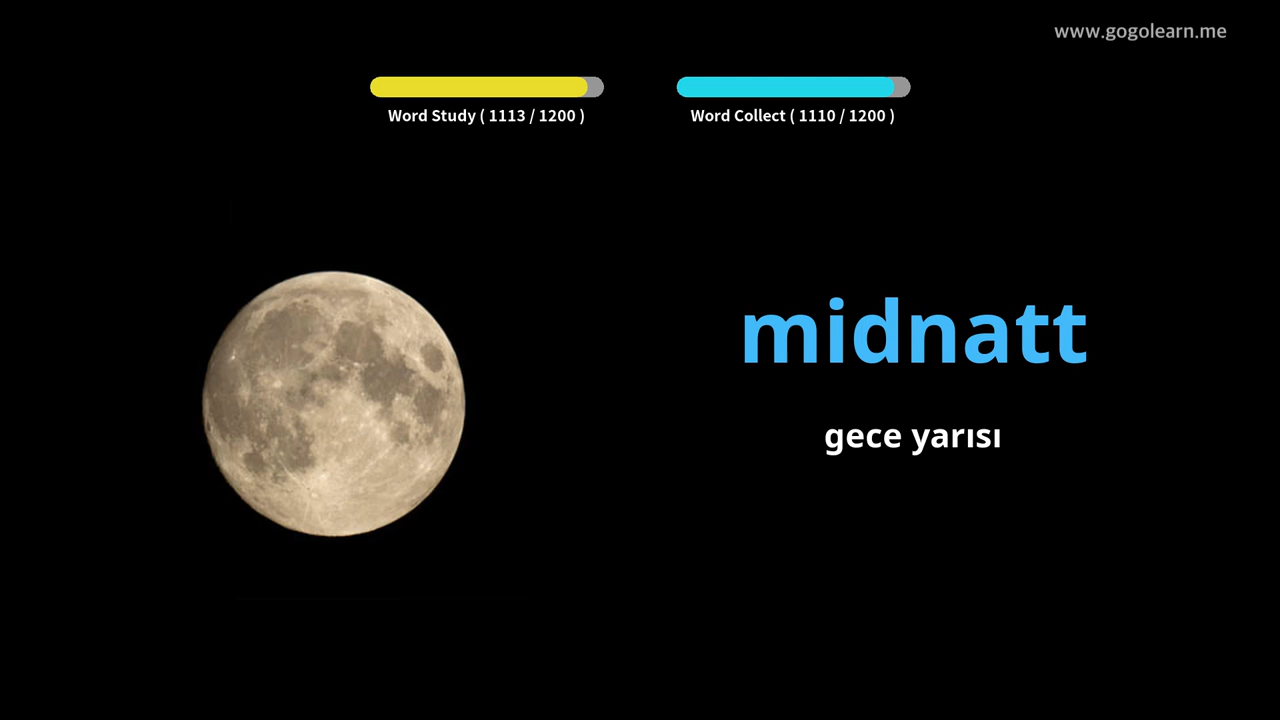 www.gogolearn.me
Word Study ( 1113 / 1200 )
Word Collect ( 1110 / 1200 )
midnatt
gece yarısı